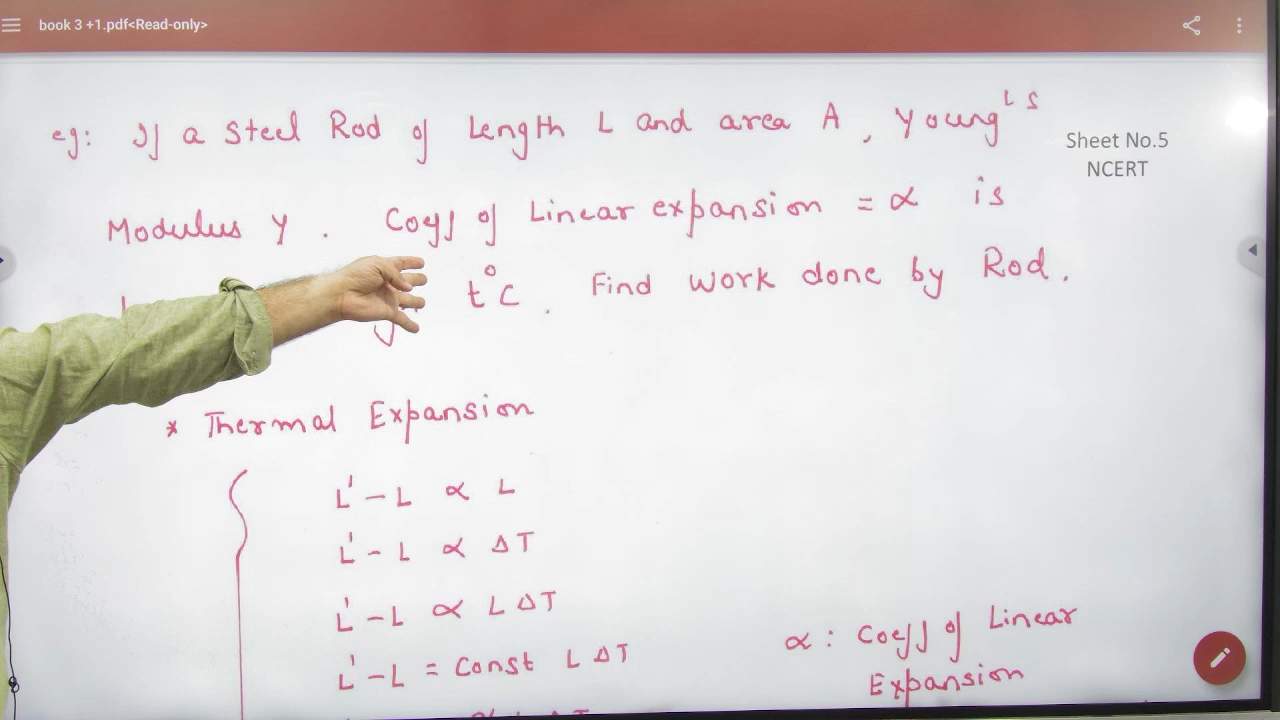 book 3 +1.pdf<Read-only>
eg: If a Steel Rod of Length L and area A, Young's
Sheet No.5
NCERT
Modulus Y. Coeff of Linear expansion = α is
t°C. Find work done by Rod.
* Thermal Expansion
L' - L α L
L' - L α ΔT
L' - L α L ΔT
L' - L = Const L ΔT
α : Coeff of Linear
Expansion